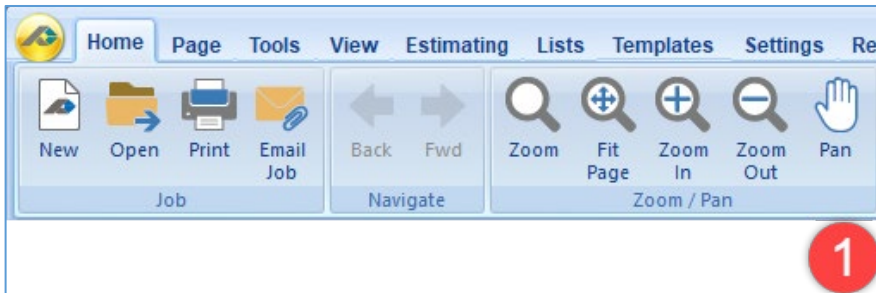 Home Page Tools View Estimating Lists Templates Settings Re
New Open Print Email Job Back Fwd Zoom Fit Page Zoom In Zoom Out Pan
Job Navigate Zoom / Pan
1